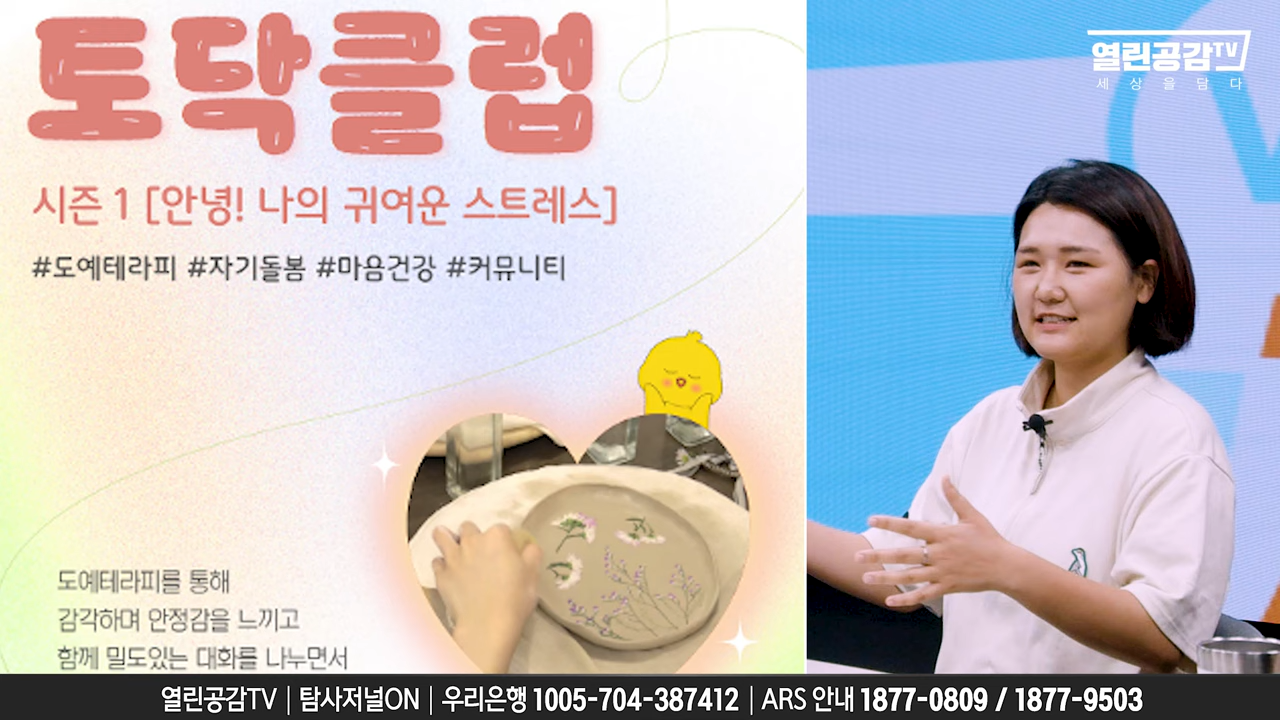 토닥클럽
시즌 1 [안녕! 나의 귀여운 스트레스]
#도예테라피 #자기돌봄 #마음건강 #커뮤니티
도예테라피를 통해
감각하며 안정감을 느끼고
함께 밀도있는 대화를 나누면서
열린공감TV
세상을담다
열린공감TV | 탐사저널ON | 우리은행 1005-704-387412 | ARS 안내 1877-0809 / 1877-9503